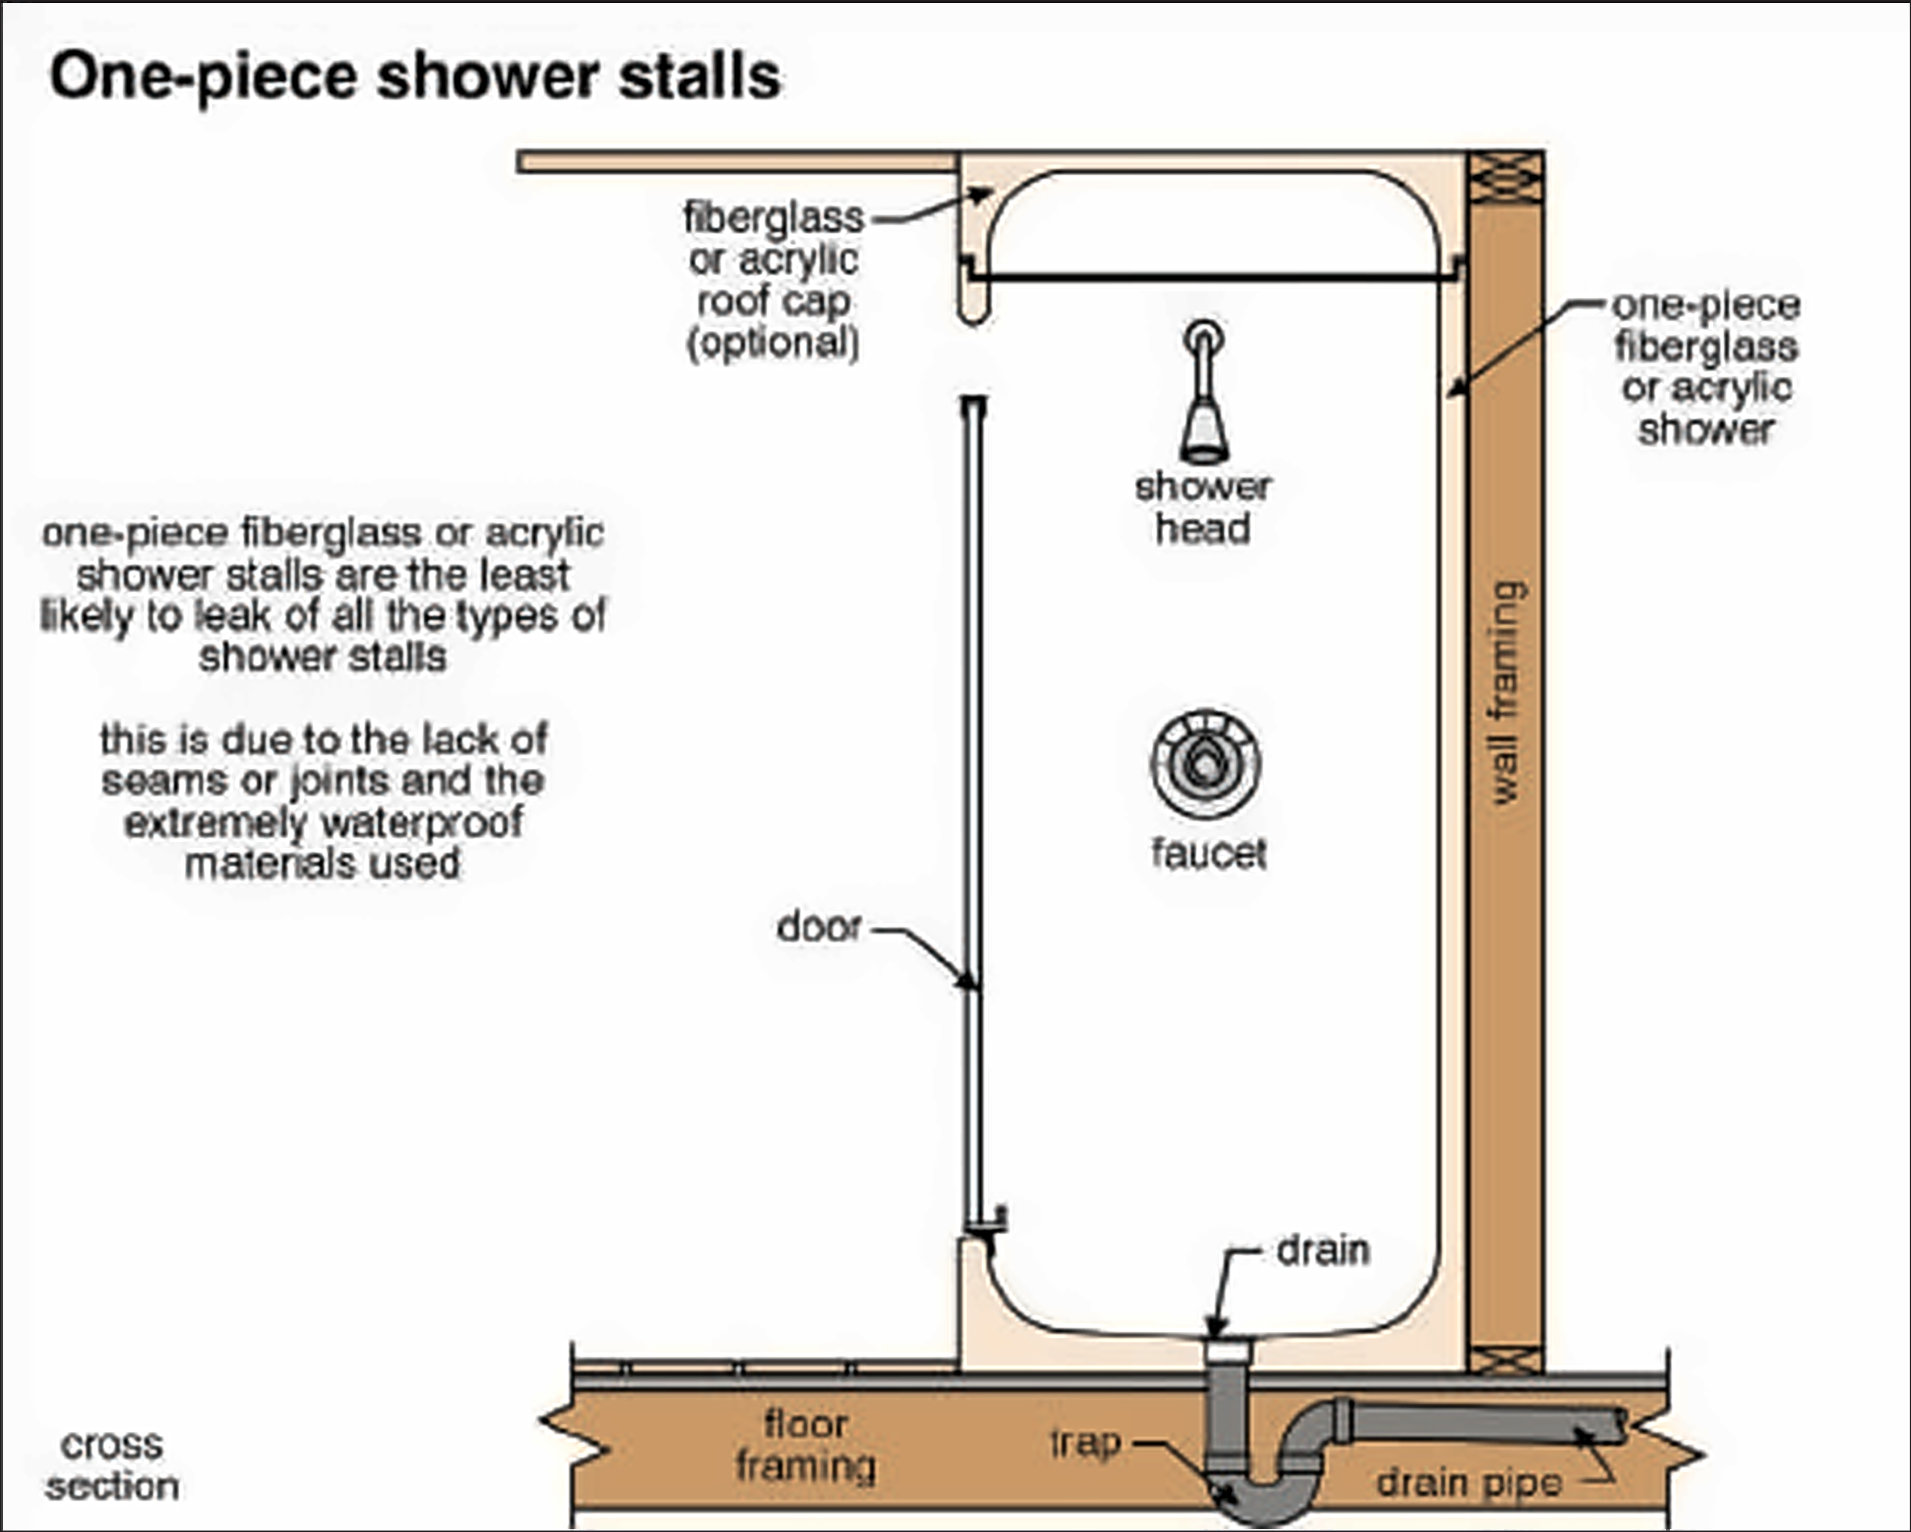 One-piece shower stalls
fiberglass
or acrylic
roof cap
(optional)
one-piece
fiberglass
or acrylic
shower
shower
head
one-piece fiberglass or acrylic
shower stalls are the least
likely to leak of all the types of
shower stalls
wall framing
this is due to the lack of
seams or joints and the
extremely waterproof
materials used
faucet
door
drain
floor
framing
trap
drain pipe
cross
section